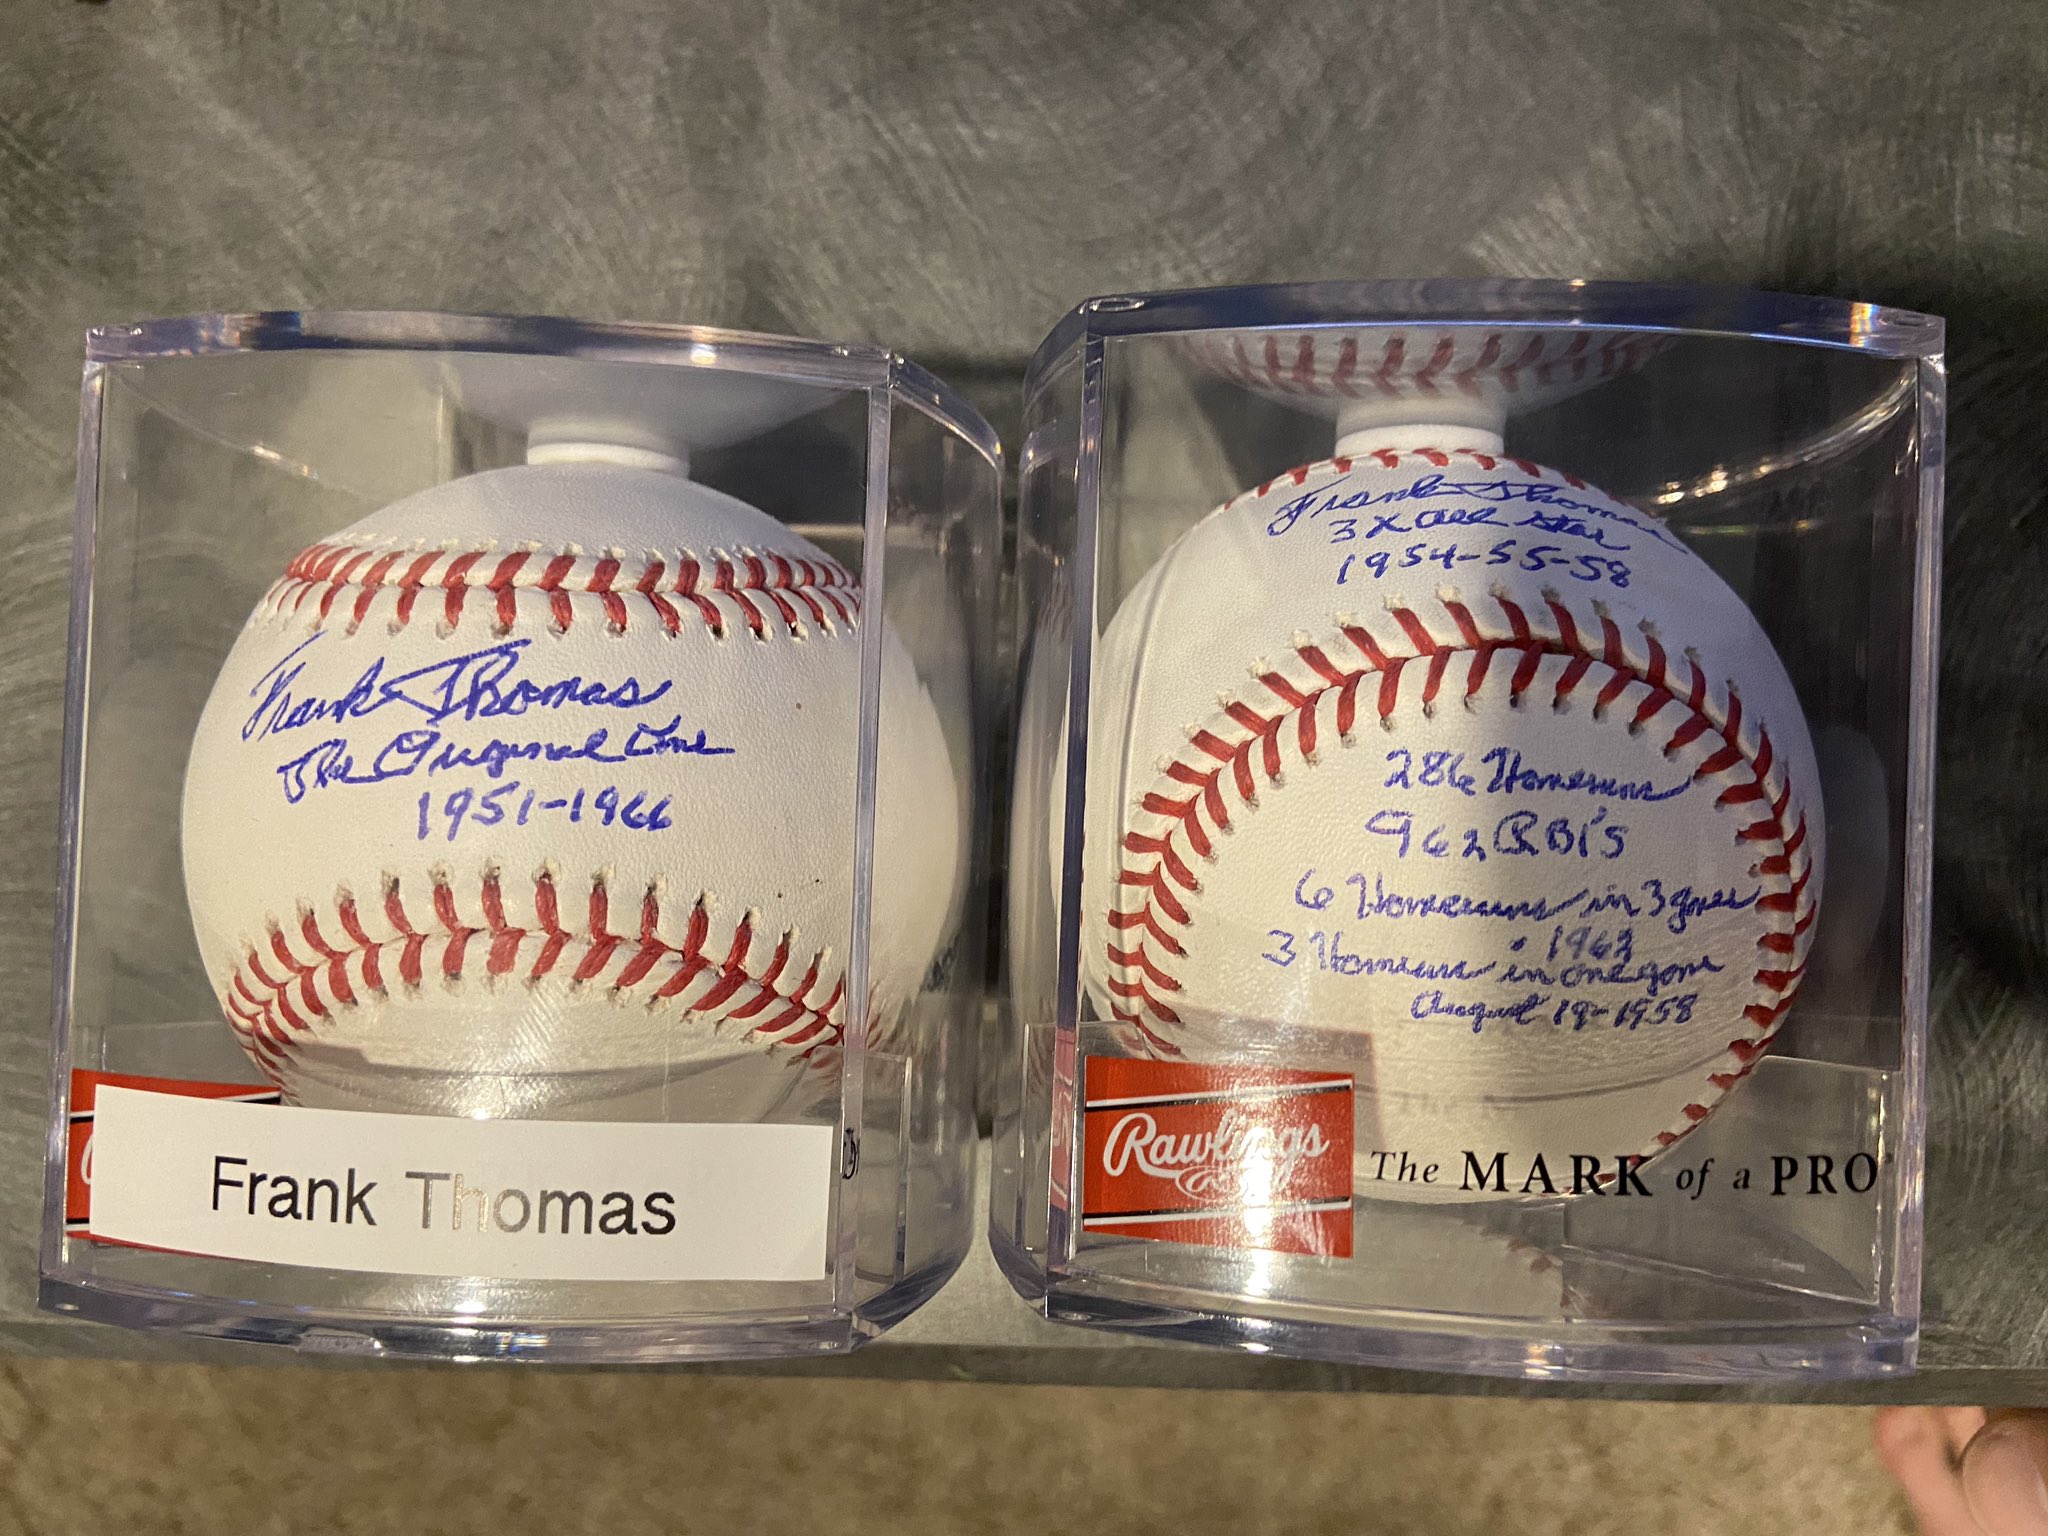 Frank Thomas
The Original One
1951-1966
Frank Thomas
Frank Thomas
3x All Star
1954-55-58
286 Homeruns
962 RBI's
6 Homeruns in 3 games
1962
3 Homeruns in one game
August 19-1958
Rawlings
The MARK of a PRO